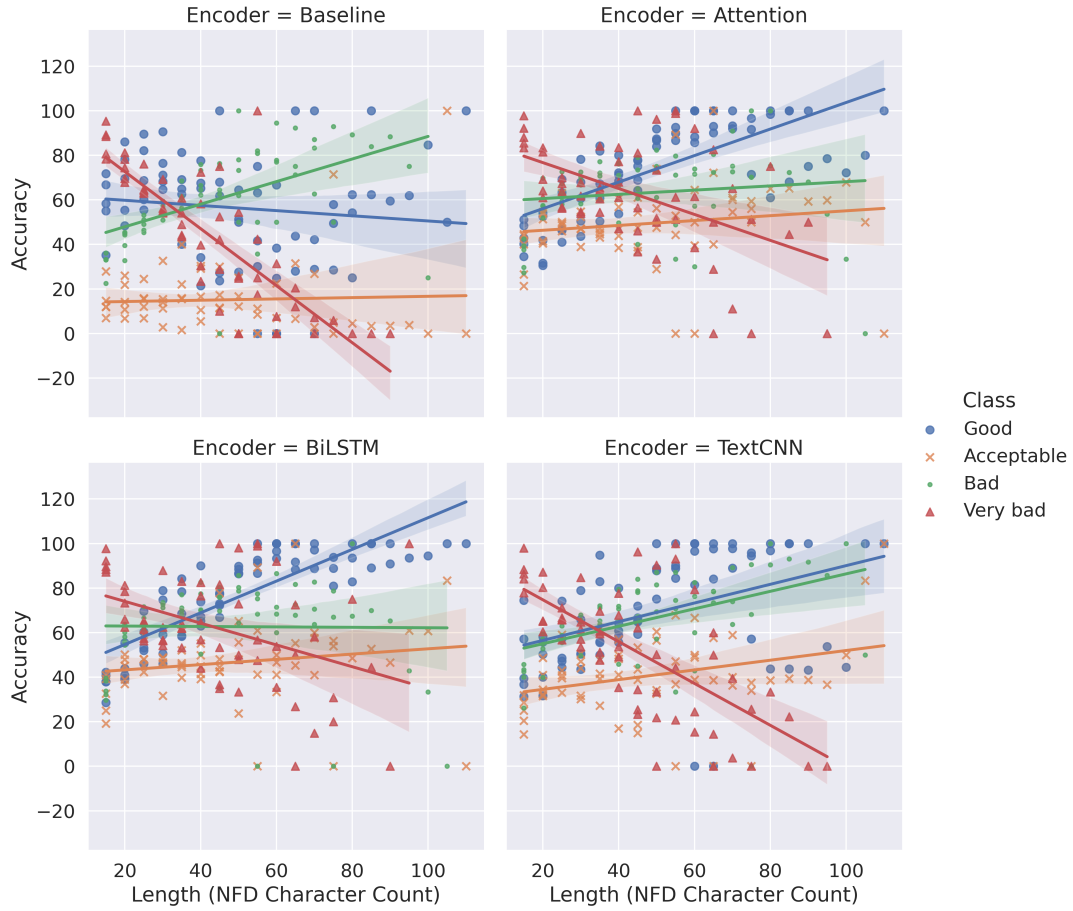 Encoder = Baseline
Encoder = Attention
120
100
80
60
40
20
0
−20
Accuracy
Encoder = BiLSTM
Encoder = TextCNN
120
100
80
60
40
20
0
−20
Accuracy
20 40 60 80 100
20 40 60 80 100
Length (NFD Character Count)
Length (NFD Character Count)
Class
Good
Acceptable
Bad
Very bad